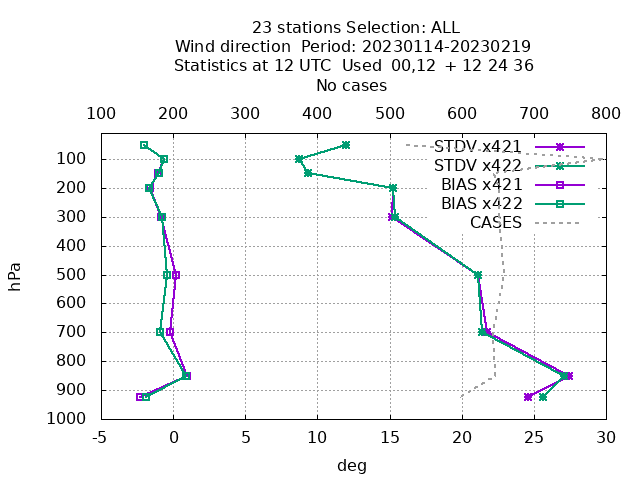 23 stations Selection: ALL
Wind direction  Period: 20230114-20230219
Statistics at 12 UTC  Used  00,12  + 12 24 36
No cases
100 200 300 400 500 600 700 800
STDV x421
STDV x422
BIAS x421
BIAS x422
CASES
100
200
300
400
500
600
700
800
900
1000
hPa
-5 0 5 10 15 20 25 30
deg